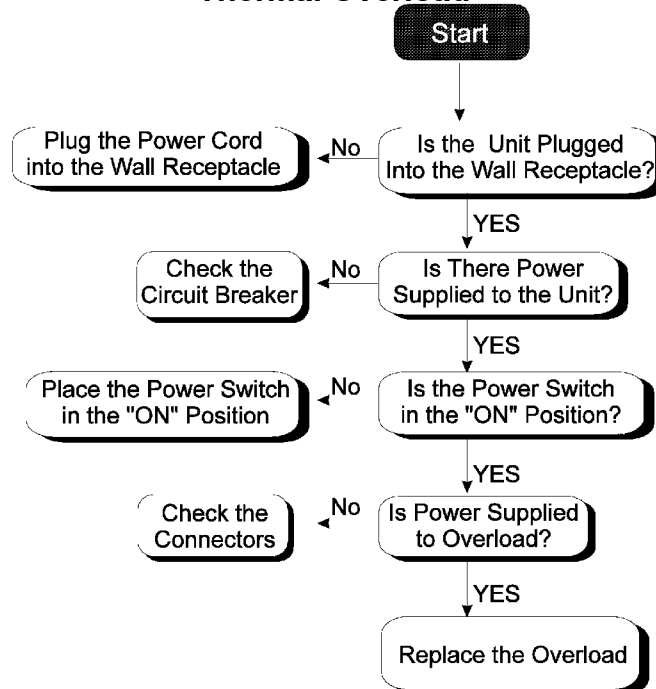 Thermal Overload
Start
Plug the Power Cord
into the Wall Receptacle
No
Is the Unit Plugged
Into the Wall Receptacle?
YES
Check the
Circuit Breaker
No
Is There Power
Supplied to the Unit?
YES
Place the Power Switch
in the "ON" Position
No
Is the Power Switch
in the "ON" Position?
YES
Check the
Connectors
No
Is Power Supplied
to Overload?
YES
Replace the Overload